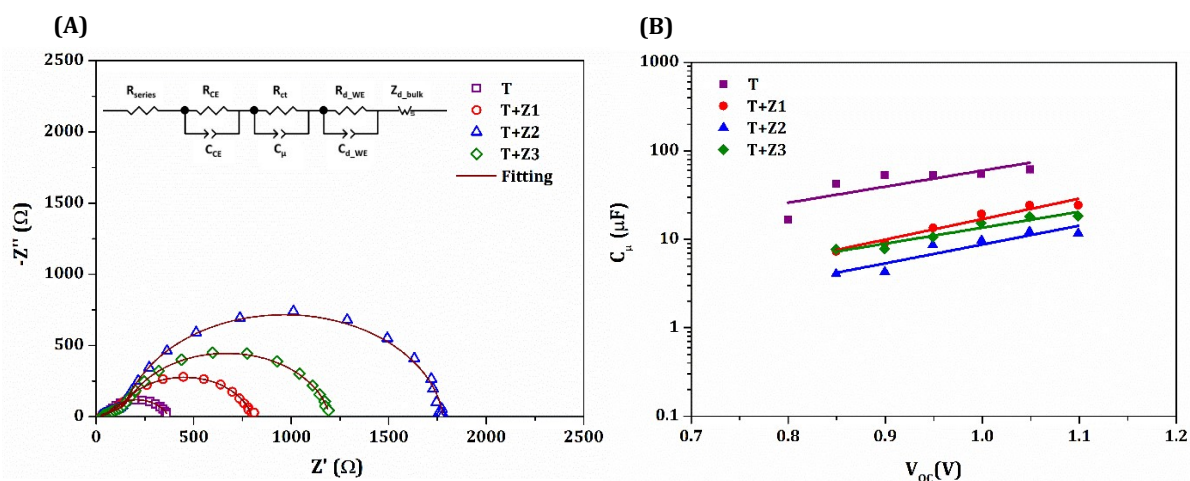 (A)
2500
2000
1500
1000
500
0
-Z'' (Ω)
0 500 1000 1500 2000 2500
Z' (Ω)
R_series R_CE R_ct R_d_WE Z_d_bulk
C_CE C_μ C_d_WE
s
T
T+Z1
T+Z2
T+Z3
Fitting
(B)
1000
100
10
1
0.1
C_μ (μF)
0.7 0.8 0.9 1.0 1.1 1.2
V_OC(V)
T
T+Z1
T+Z2
T+Z3